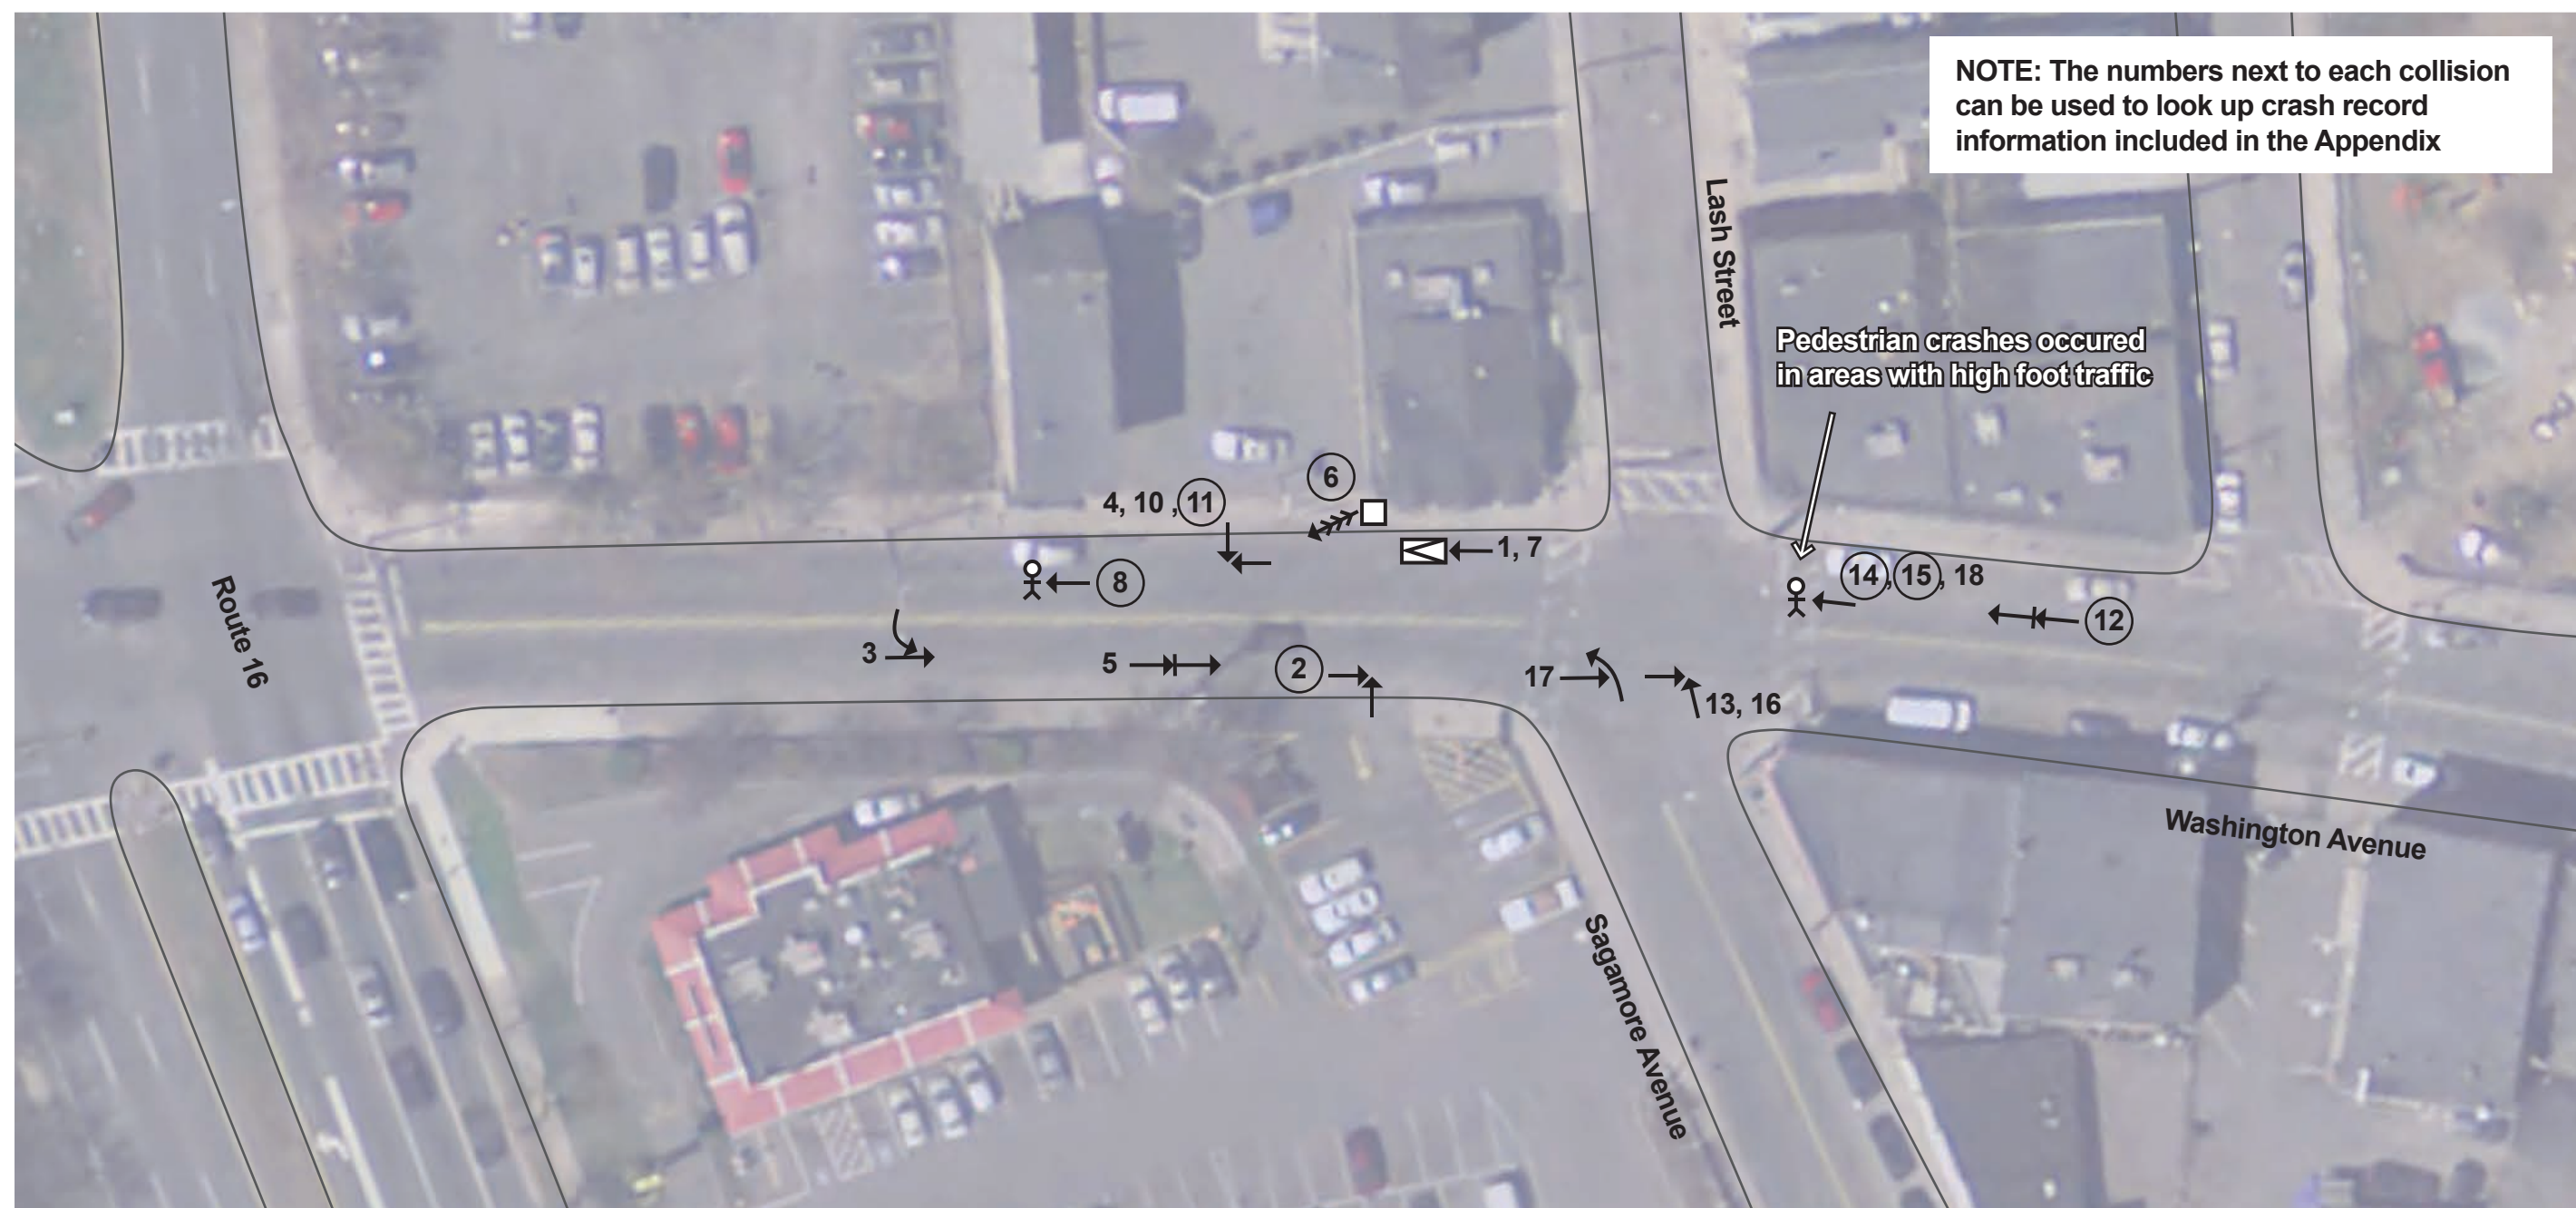 NOTE: The numbers next to each collision
can be used to look up crash record
information included in the Appendix
Lash Street
Pedestrian crashes occured
in areas with high foot traffic
6
4, 10 , 11
1, 7
8
14, 15, 18
12
Route 16
3
5
2
17
13, 16
Washington Avenue
Sagamore Avenue